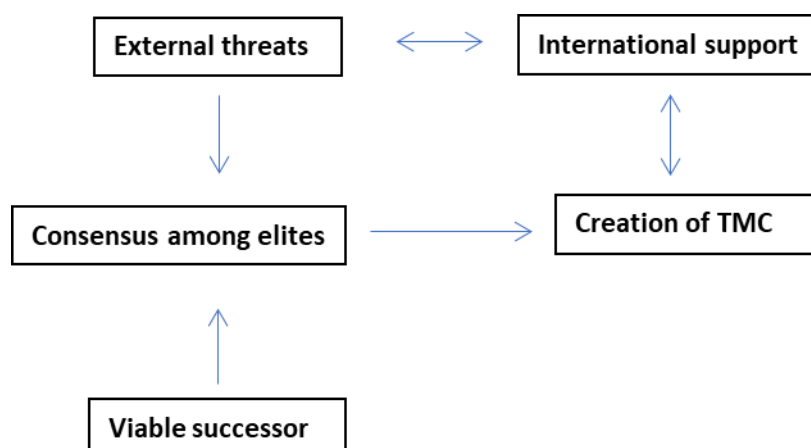 External threats
International support
Consensus among elites
Creation of TMC
Viable successor